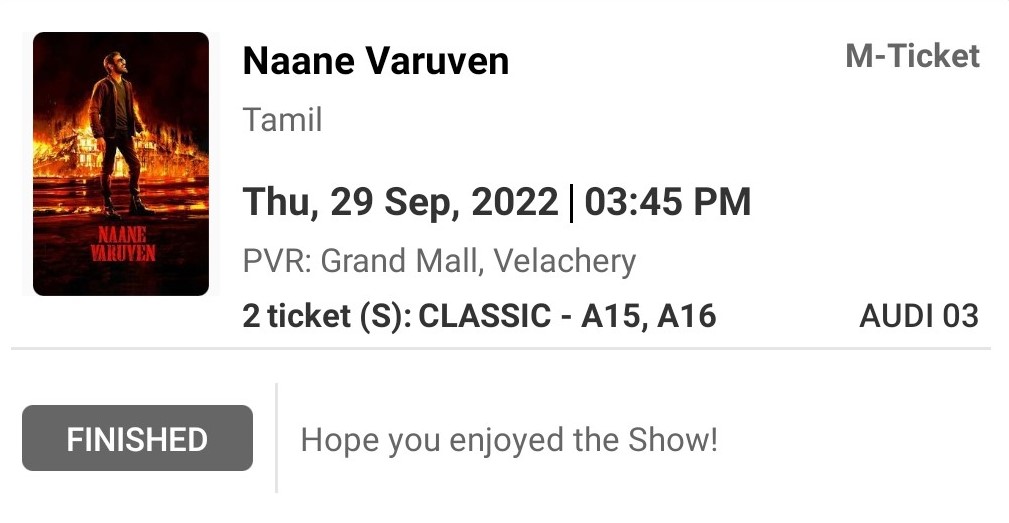 Naane Varuven
M-Ticket
Tamil
Thu, 29 Sep, 2022 | 03:45 PM
PVR: Grand Mall, Velachery
2 ticket (S): CLASSIC - A15, A16
AUDI 03
NAANE
VARUVEN
FINISHED
Hope you enjoyed the Show!